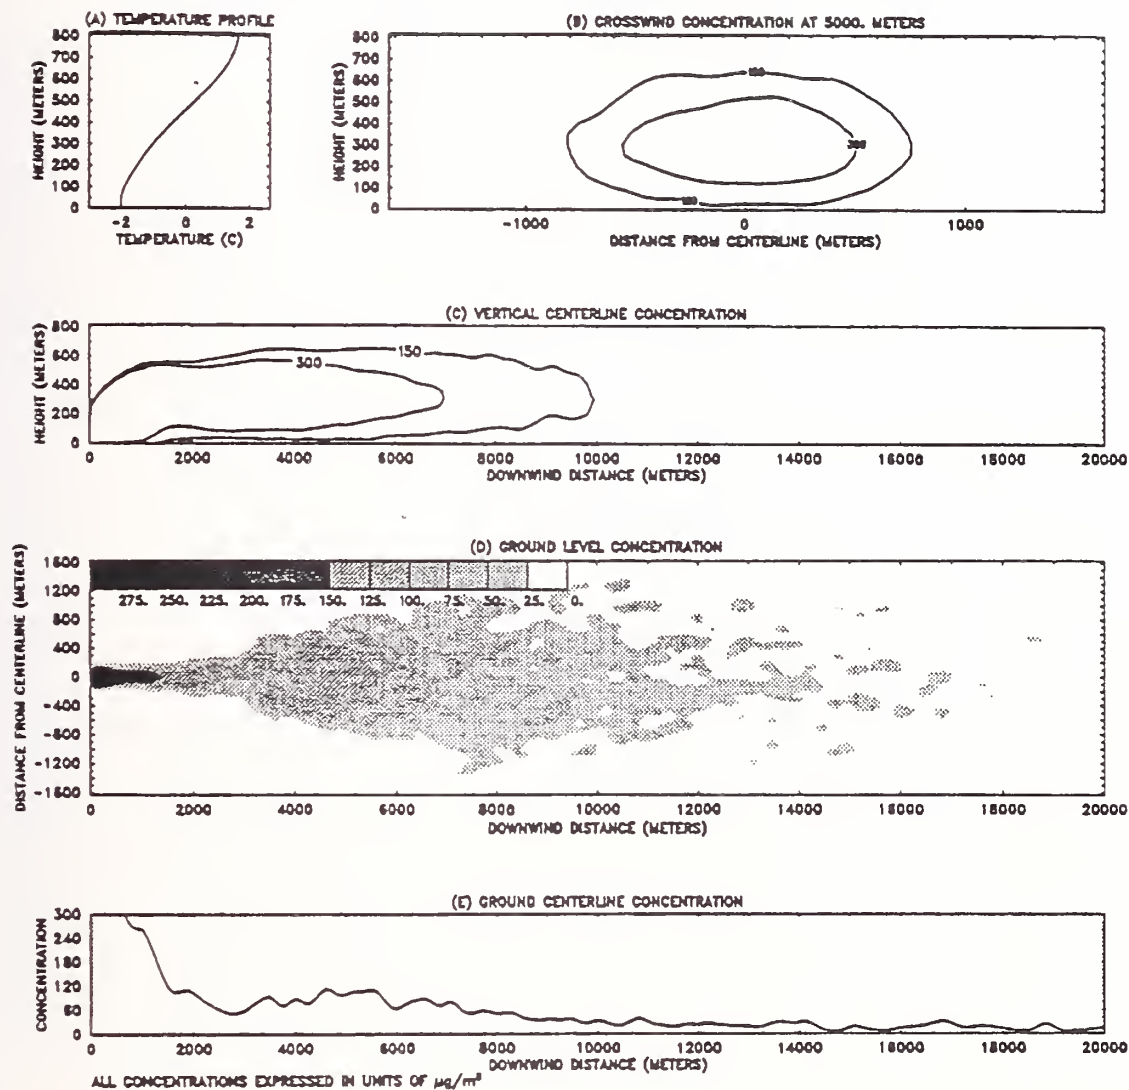 (A) TEMPERATURE PROFILE
HEIGHT (METERS)
800
700
600
500
400
300
200
100
0
-2 0 2
TEMPERATURE (C)
(B) CROSSWIND CONCENTRATION AT 5000. METERS
HEIGHT (METERS)
800
700
600
500
400
300
200
100
0
150
300
150
-1000 0 1000
DISTANCE FROM CENTERLINE (METERS)
(C) VERTICAL CENTERLINE CONCENTRATION
HEIGHT (METERS)
800
600
400
200
0
150
300
0 2000 4000 6000 8000 10000 12000 14000 16000 18000 20000
DOWNWIND DISTANCE (METERS)
(D) GROUND LEVEL CONCENTRATION
DISTANCE FROM CENTERLINE (METERS)
1600
1200
800
400
0
-400
-800
-1200
-1600
275. 250. 225. 200. 175. 150. 125. 100. 75. 50. 25. 0.
0 2000 4000 6000 8000 10000 12000 14000 16000 18000 20000
DOWNWIND DISTANCE (METERS)
(E) GROUND CENTERLINE CONCENTRATION
CONCENTRATION
300
240
180
120
60
0
0 2000 4000 6000 8000 10000 12000 14000 16000 18000 20000
DOWNWIND DISTANCE (METERS)
ALL CONCENTRATIONS EXPRESSED IN UNITS OF µg/m³